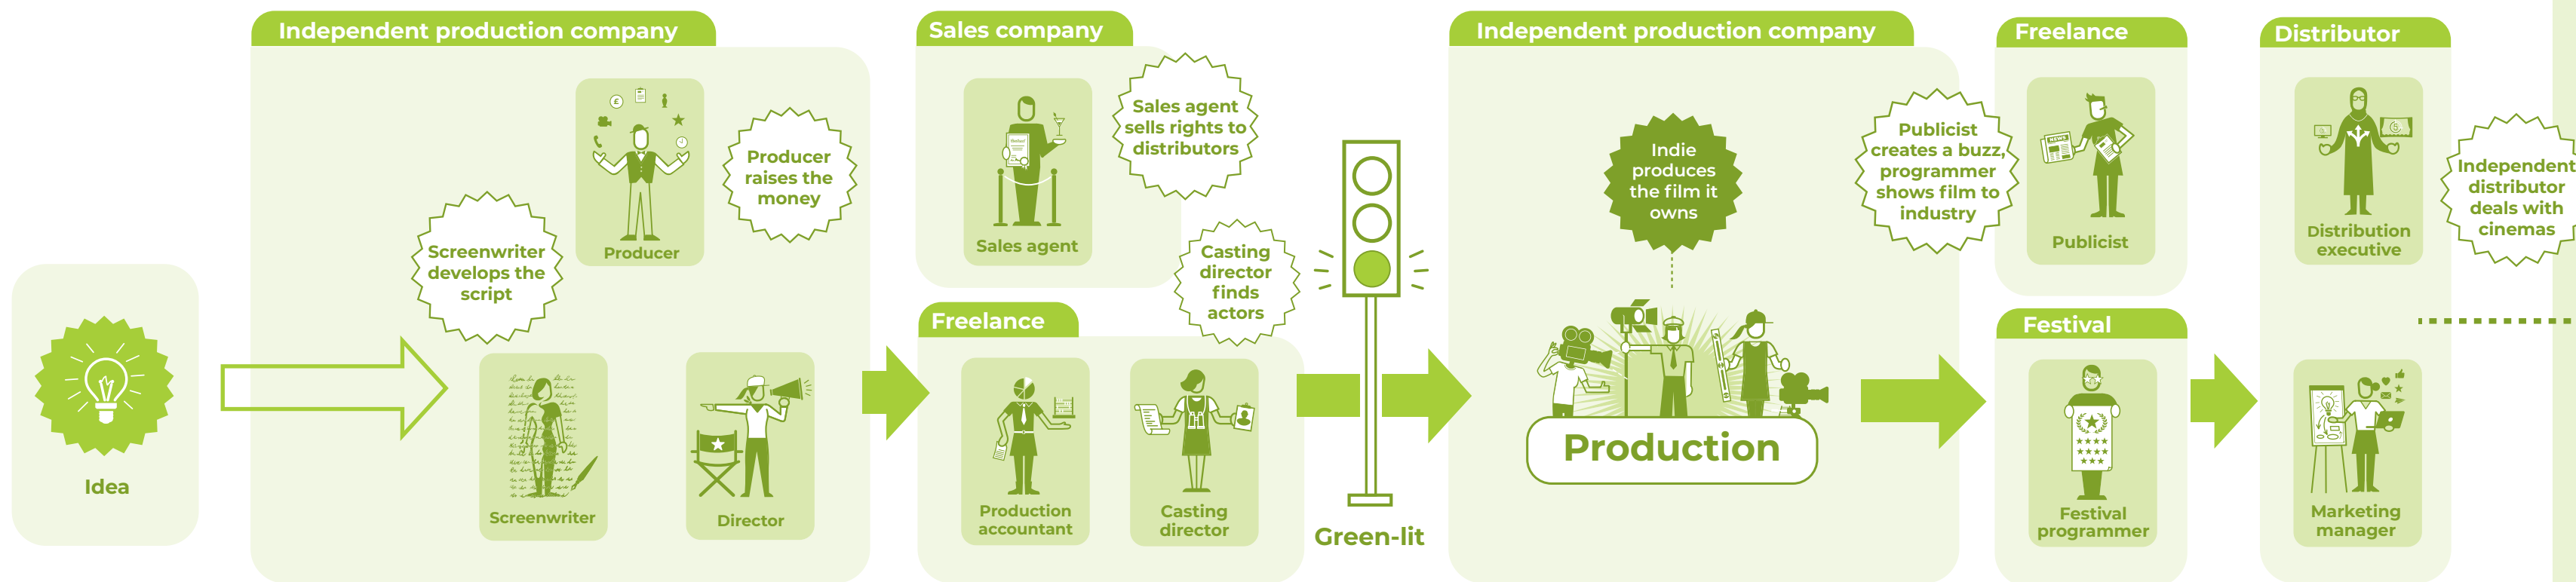 Idea
Independent production company
Screenwriter
develops the
script
Producer
Producer
raises the
money
Screenwriter
Director
Sales company
Sales agent
Sales agent
sells rights to
distributors
Freelance
Casting
director
finds
actors
Production
accountant
Casting
director
Green-lit
Independent production company
Indie
produces
the film it
owns
Production
Publicist
creates a buzz,
programmer
shows film to
industry
Freelance
Publicist
Festival
Festival
programmer
Distributor
Distribution
executive
Independent
distributor
deals with
cinemas
Marketing
manager